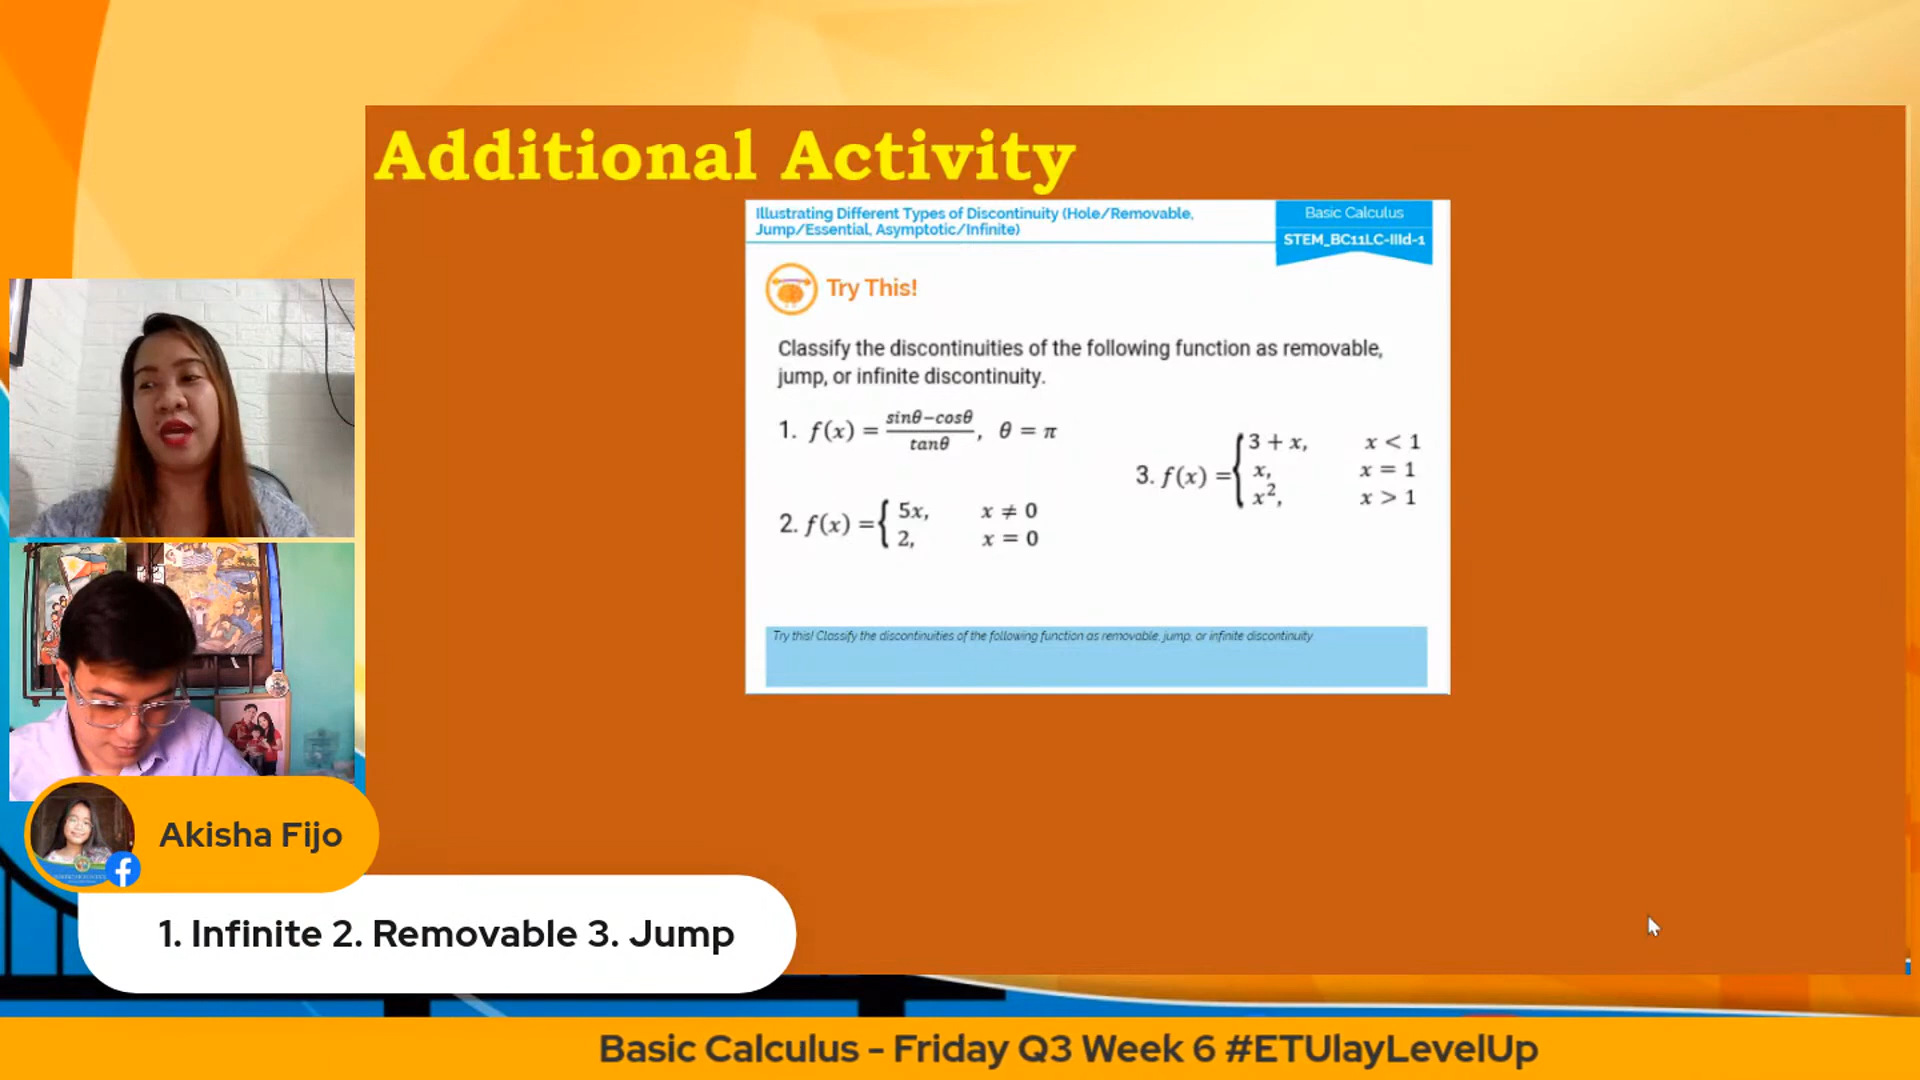 Additional Activity
Illustrating Different Types of Discontinuity (Hole/Removable,
Jump/Essential, Asymptotic/Infinite)
Basic Calculus
STEM_BC11LC-IIId-1
Try This!
Classify the discontinuities of the following function as removable,
jump, or infinite discontinuity.
1. f(x) = \frac{sinθ−cosθ}{tanθ}, θ = π
2. f(x) = { 5x, x ≠ 0
2, x = 0
3. f(x) = { 3 + x, x < 1
x, x = 1
x², x > 1
Try this! Classify the discontinuities of the following function as removable, jump, or infinite discontinuity
Akisha Fijo
1. Infinite 2. Removable 3. Jump
Basic Calculus - Friday Q3 Week 6 #ETUlayLevelUp